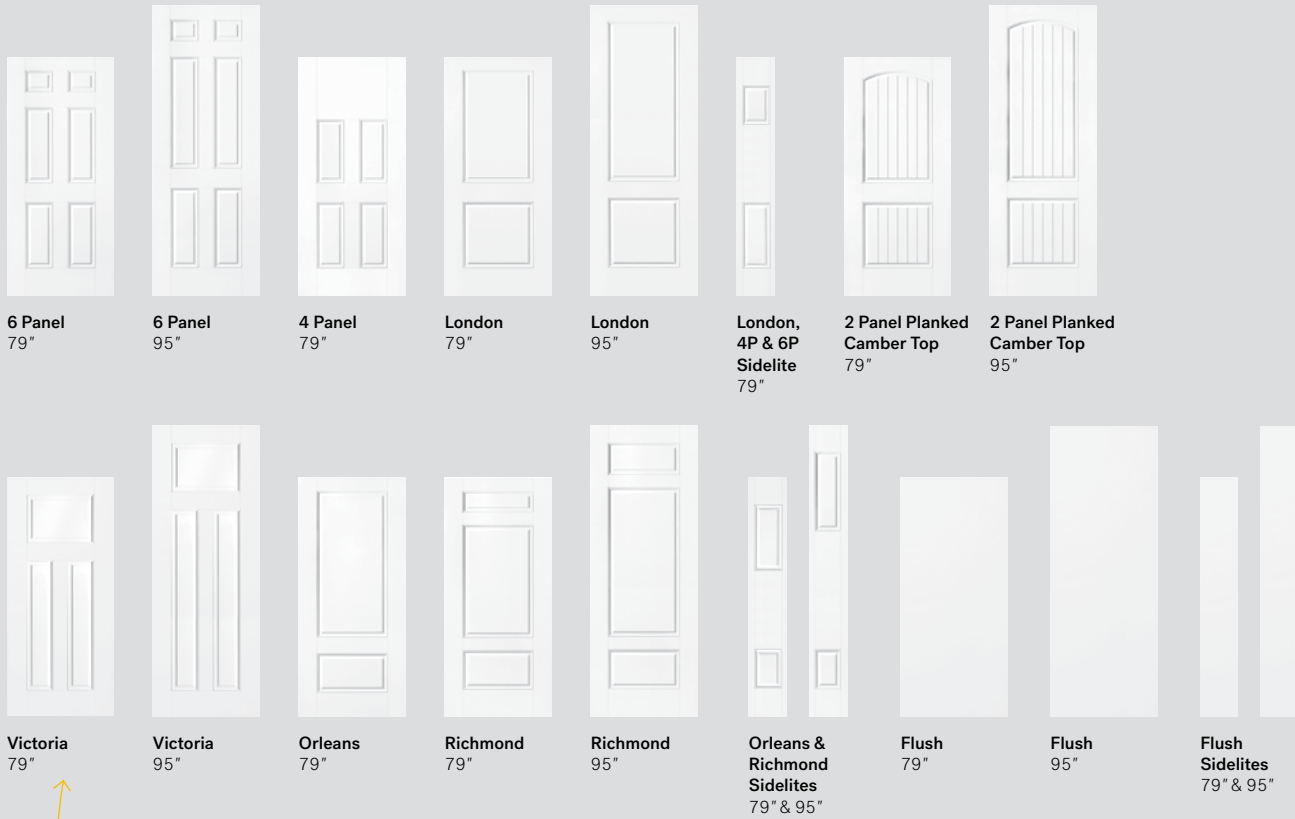 6 Panel
79″
6 Panel
95″
4 Panel
79″
London
79″
London
95″
London,
4P & 6P
Sidelite
79″
2 Panel Planked
Camber Top
79″
2 Panel Planked
Camber Top
95″
Victoria
79″
Victoria
95″
Orleans
79″
Richmond
79″
Richmond
95″
Orleans &
Richmond
Sidelites
79″ & 95″
Flush
79″
Flush
95″
Flush
Sidelites
79″ & 95″